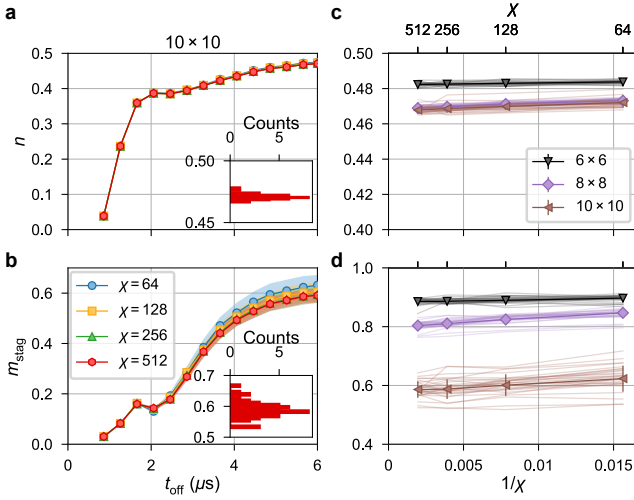 a
10 × 10
0.5
0.4
0.3
0.2
0.1
0.0
n
Counts
0 5
0.50
0.45
b
χ = 64
χ = 128
χ = 256
χ = 512
0.6
0.4
0.2
0.0
m_stag
Counts
0 5
0.7
0.6
0.5
0 2 4 6
t_off (μs)
c
χ
512 256 128 64
0.50
0.48
0.46
0.44
0.42
0.40
6 × 6
8 × 8
10 × 10
d
1.0
0.8
0.6
0.4
0 0.005 0.01 0.015
1/χ